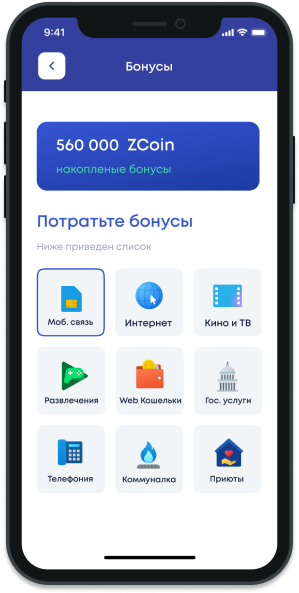 9:41
Бонусы
560 000 ZCoin
накопленые бонусы
Потратьте бонусы
Ниже приведен список
Моб. связь
Интернет
Кино и ТВ
Развлечения
Web Кошельки
Гос. услуги
Телефония
Коммуналка
Приюты